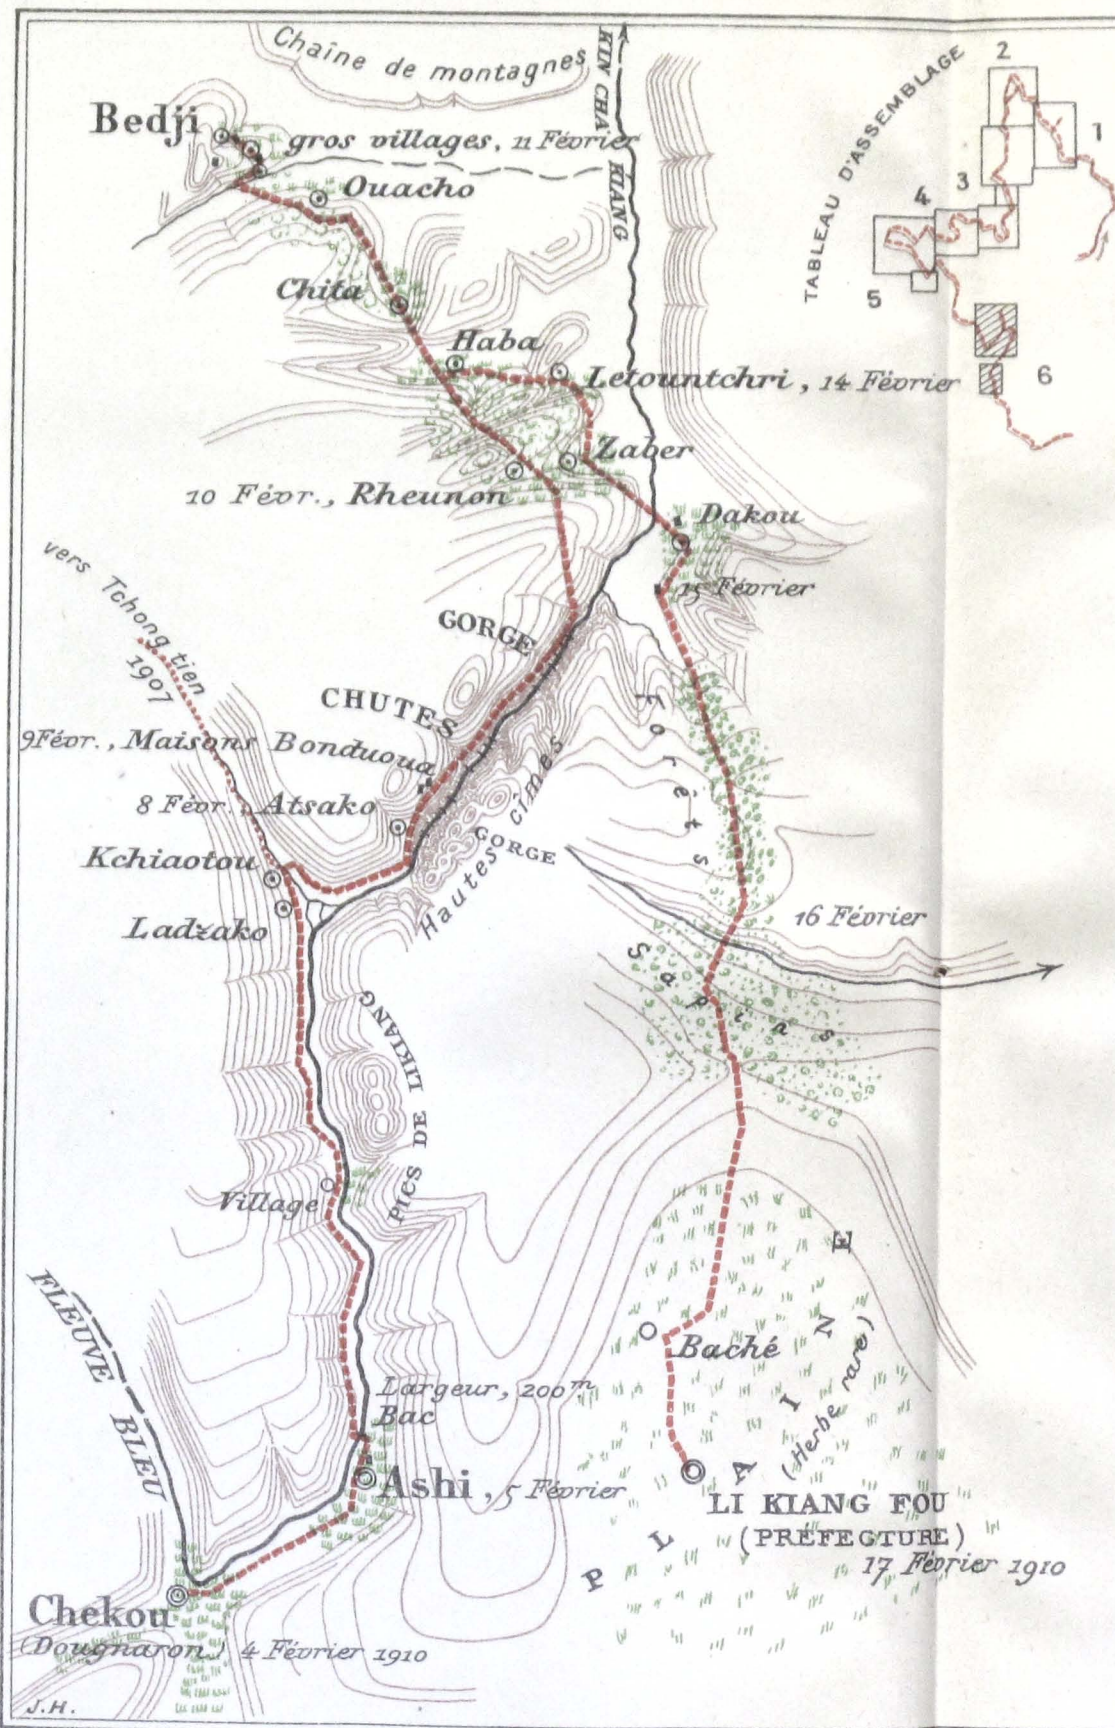 Chaîne de montagnes
KIN CHA KIANG
TABLEAU D'ASSEMBLAGE
2
1
3
4
5
6
Bedji
gros villages, 11 Février
Ouacho
Chita
Haba
Letountchri, 14 Février
Zaber
10 Févr., Rheunon
Dakou
15 Février
vers Tchong tien
1907
GORGE
CHUTES
9 Févr., Maisons Bonduoua
8 Févr., Atsako
Kchiaotou
Ladzako
Hautes cîmes
GORGE
Forêts
16 Février
Sapins
PICS DE LIKIANG
Village
FLEUVE BLEU
Largeur, 200m
Bac
Ashi, 5 Février
Baché
PLAINE
(Herbe rare)
LI KIANG FOU
(PRÉFECTURE)
17 Février 1910
Chekou
(Dougnaron) 4 Février 1910
J.H.